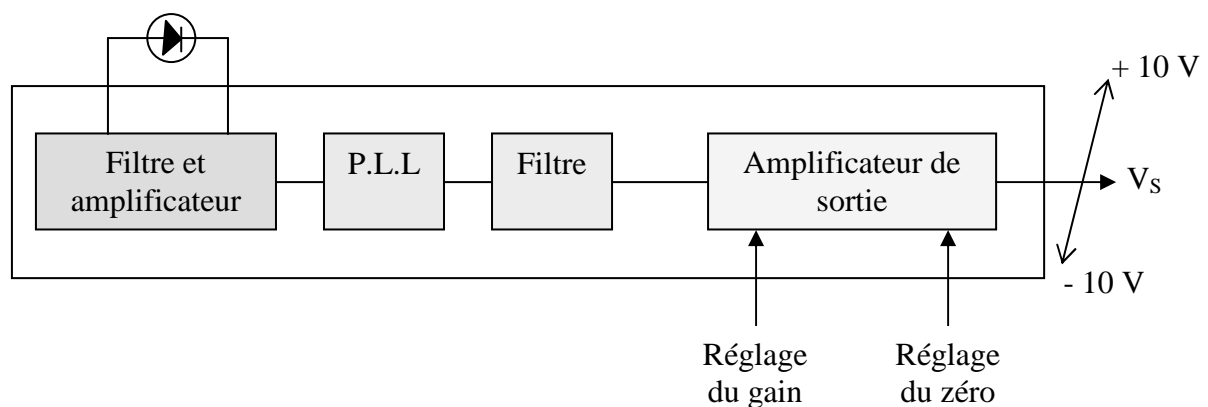 + 10 V
Filtre et
amplificateur
P.L.L
Filtre
Amplificateur de
sortie
V_S
- 10 V
Réglage
du gain
Réglage
du zéro